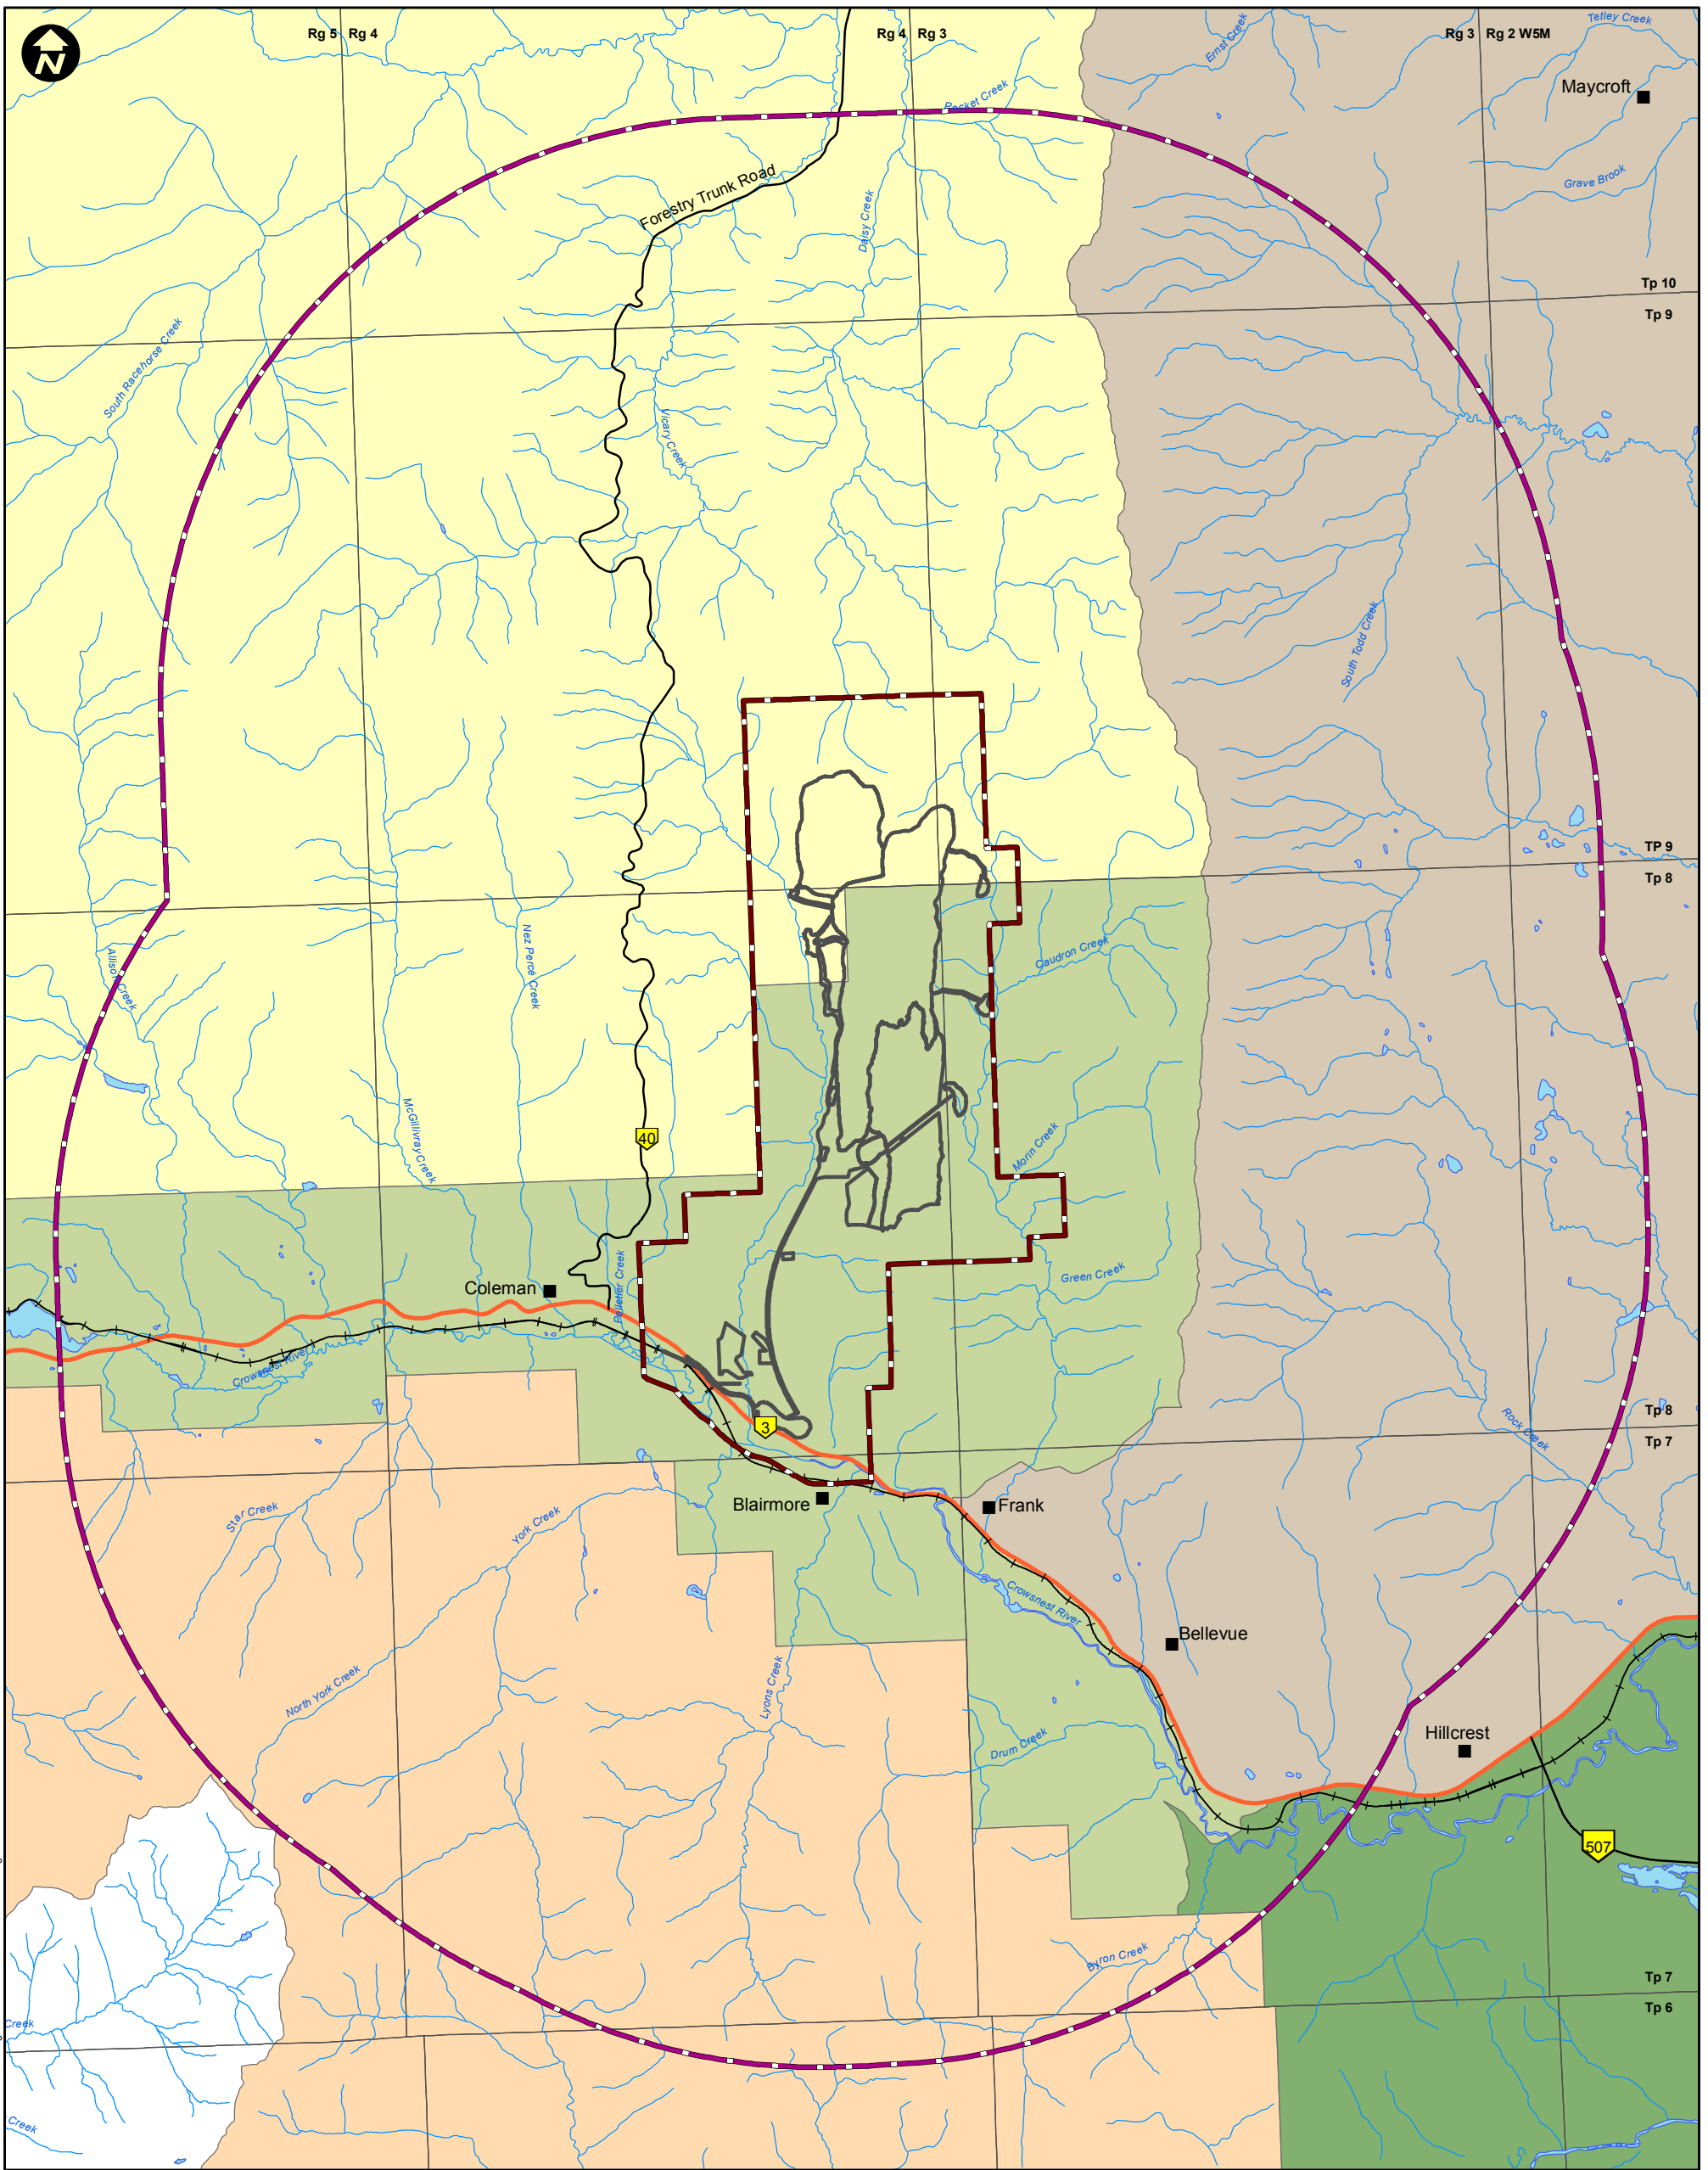 N
Rg 5 Rg 4
Rg 4 Rg 3
Rg 3 Rg 2 W5M
Tetley Creek
Ernst Creek
Maycroft
Pocket Creek
Grave Brook
Forestry Trunk Road
Daisy Creek
Tp 10
Tp 9
South Racehorse Creek
Vicary Creek
South Todd Creek
TP 9
Tp 8
Allison Creek
Nez Percé Creek
Caudron Creek
McGillivray Creek
40
Morin Creek
Pelletier Creek
Green Creek
Coleman
Crowsnest River
3
Rock Creek
Tp 8
Tp 7
Blairmore
Frank
Star Creek
York Creek
Crowsnest River
Bellevue
North York Creek
Lyons Creek
Drum Creek
Hillcrest
507
Byron Creek
Tp 7
Tp 6
Creek
Creek